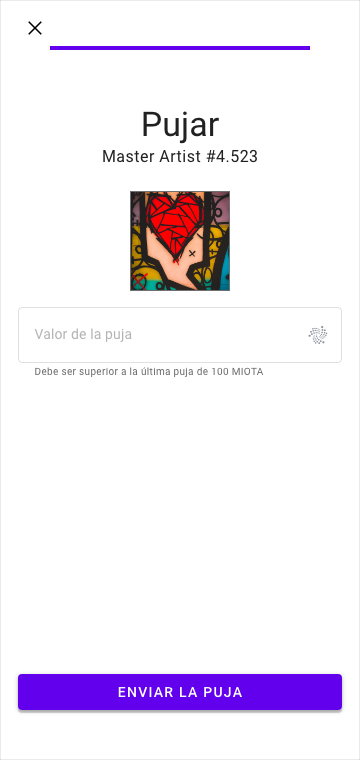 Pujar
Master Artist #4.523
Valor de la puja
Debe ser superior a la última puja de 100 MIOTA
ENVIAR LA PUJA